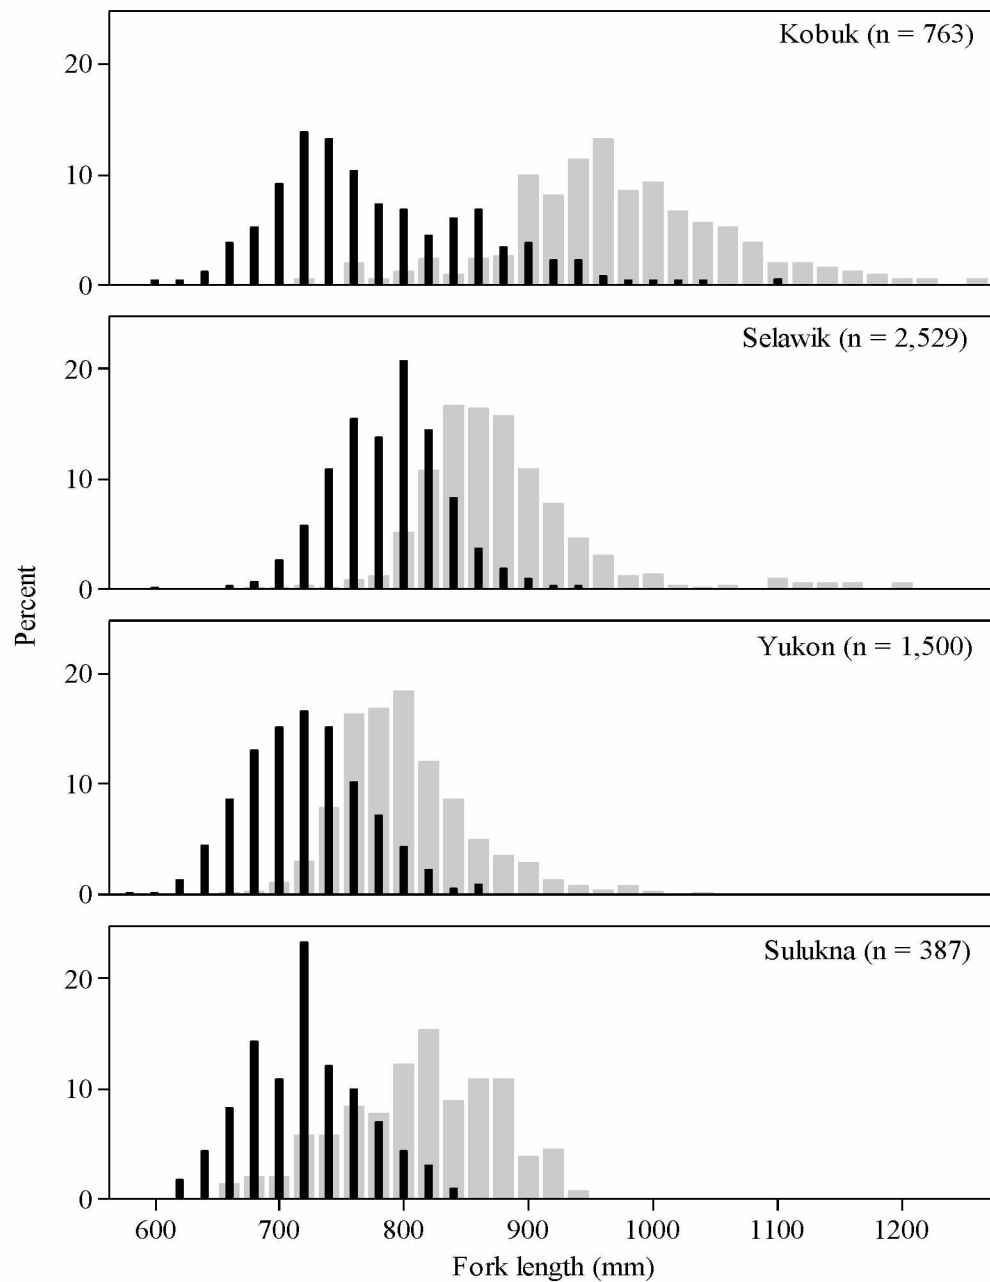 Kobuk (n = 763)
20
10
0
Selawik (n = 2,529)
20
10
0
Percent
Yukon (n = 1,500)
20
10
0
Sulukna (n = 387)
20
10
0
600 700 800 900 1000 1100 1200
Fork length (mm)